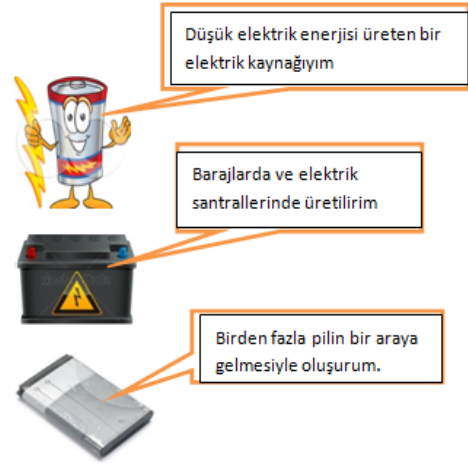 Düşük elektrik enerjisi üreten bir
elektrik kaynağıyım
Barajlarda ve elektrik
santrallerinde üretilirim
Birden fazla pilin bir araya
gelmesiyle oluşurum.